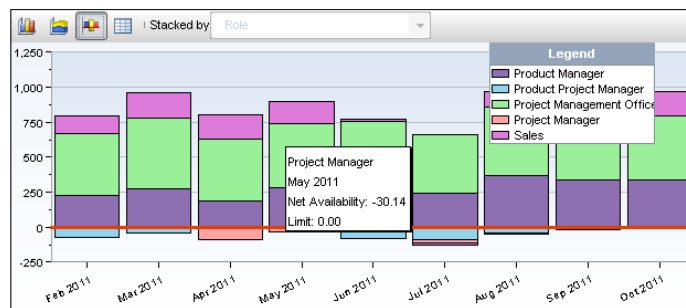 Stacked by Role
1,250
1,000
750
500
250
0
-250
Legend
Product Manager
Product Project Manager
Project Management Office
Project Manager
Sales
Project Manager
May 2011
Net Availability: -30.14
Limit: 0.00
Feb 2011
Mar 2011
Apr 2011
May 2011
Jun 2011
Jul 2011
Aug 2011
Sep 2011
Oct 2011